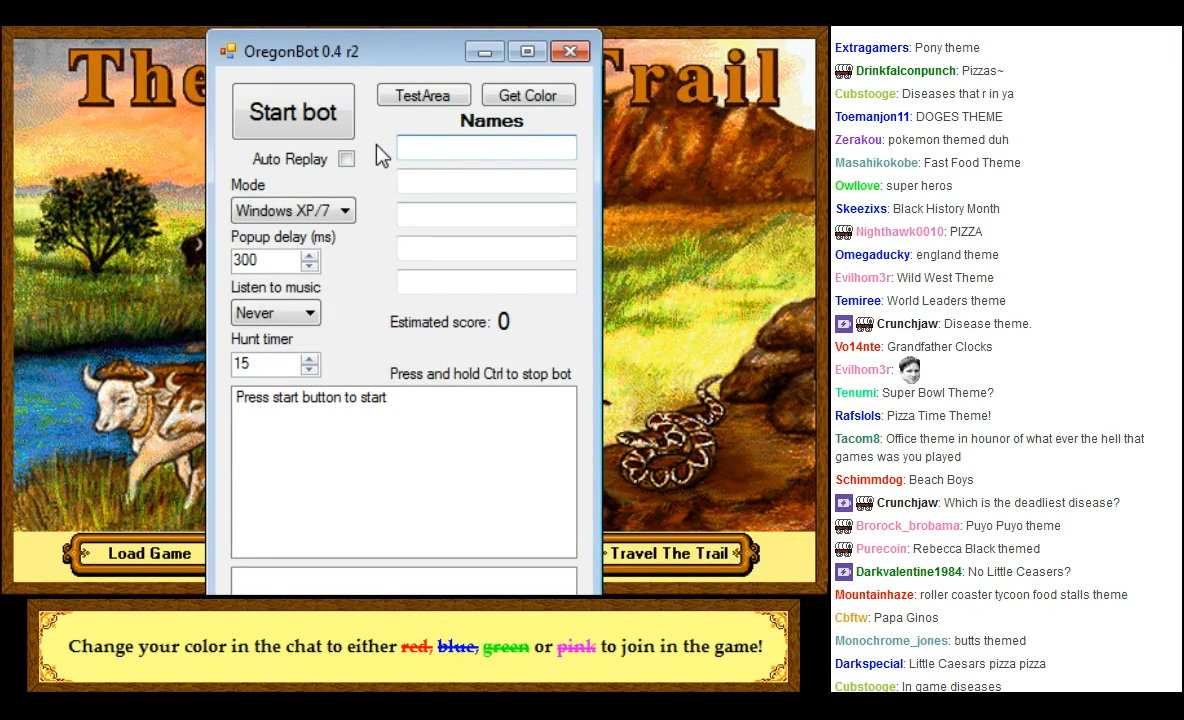 The Trail
OregonBot 0.4 r2
Start bot
TestArea
Get Color
Names
Auto Replay
Mode
Windows XP/7
Popup delay (ms)
300
Listen to music
Never
Estimated score: 0
Hunt timer
15
Press and hold Ctrl to stop bot
Press start button to start
Load Game
Travel The Trail
Change your color in the chat to either red, blue, green or pink to join in the game!
Extragamers: Pony theme
Drinkfalconpunch: Pizzas~
Cubstooge: Diseases that r in ya
Toemanjon11: DOGES THEME
Zerakou: pokemon themed duh
Masahikokobe: Fast Food Theme
Owllove: super heros
Skeezixs: Black History Month
Nighthawk0010: PIZZA
Omegaducky: england theme
Evilhom3r: Wild West Theme
Temiree: World Leaders theme
Crunchjaw: Disease theme.
Vo14nte: Grandfather Clocks
Evilhom3r:
Tenumi: Super Bowl Theme?
Rafslols: Pizza Time Theme!
Tacom8: Office theme in hounor of what ever the hell that
games was you played
Schimmdog: Beach Boys
Crunchjaw: Which is the deadliest disease?
Brorock_brobama: Puyo Puyo theme
Purecoin: Rebecca Black themed
Darkvalentine1984: No Little Ceasers?
Mountainhaze: roller coaster tycoon food stalls theme
Cbftw: Papa Ginos
Monochrome_jones: butts themed
Darkspecial: Little Caesars pizza pizza
Cubstooge: In game diseases